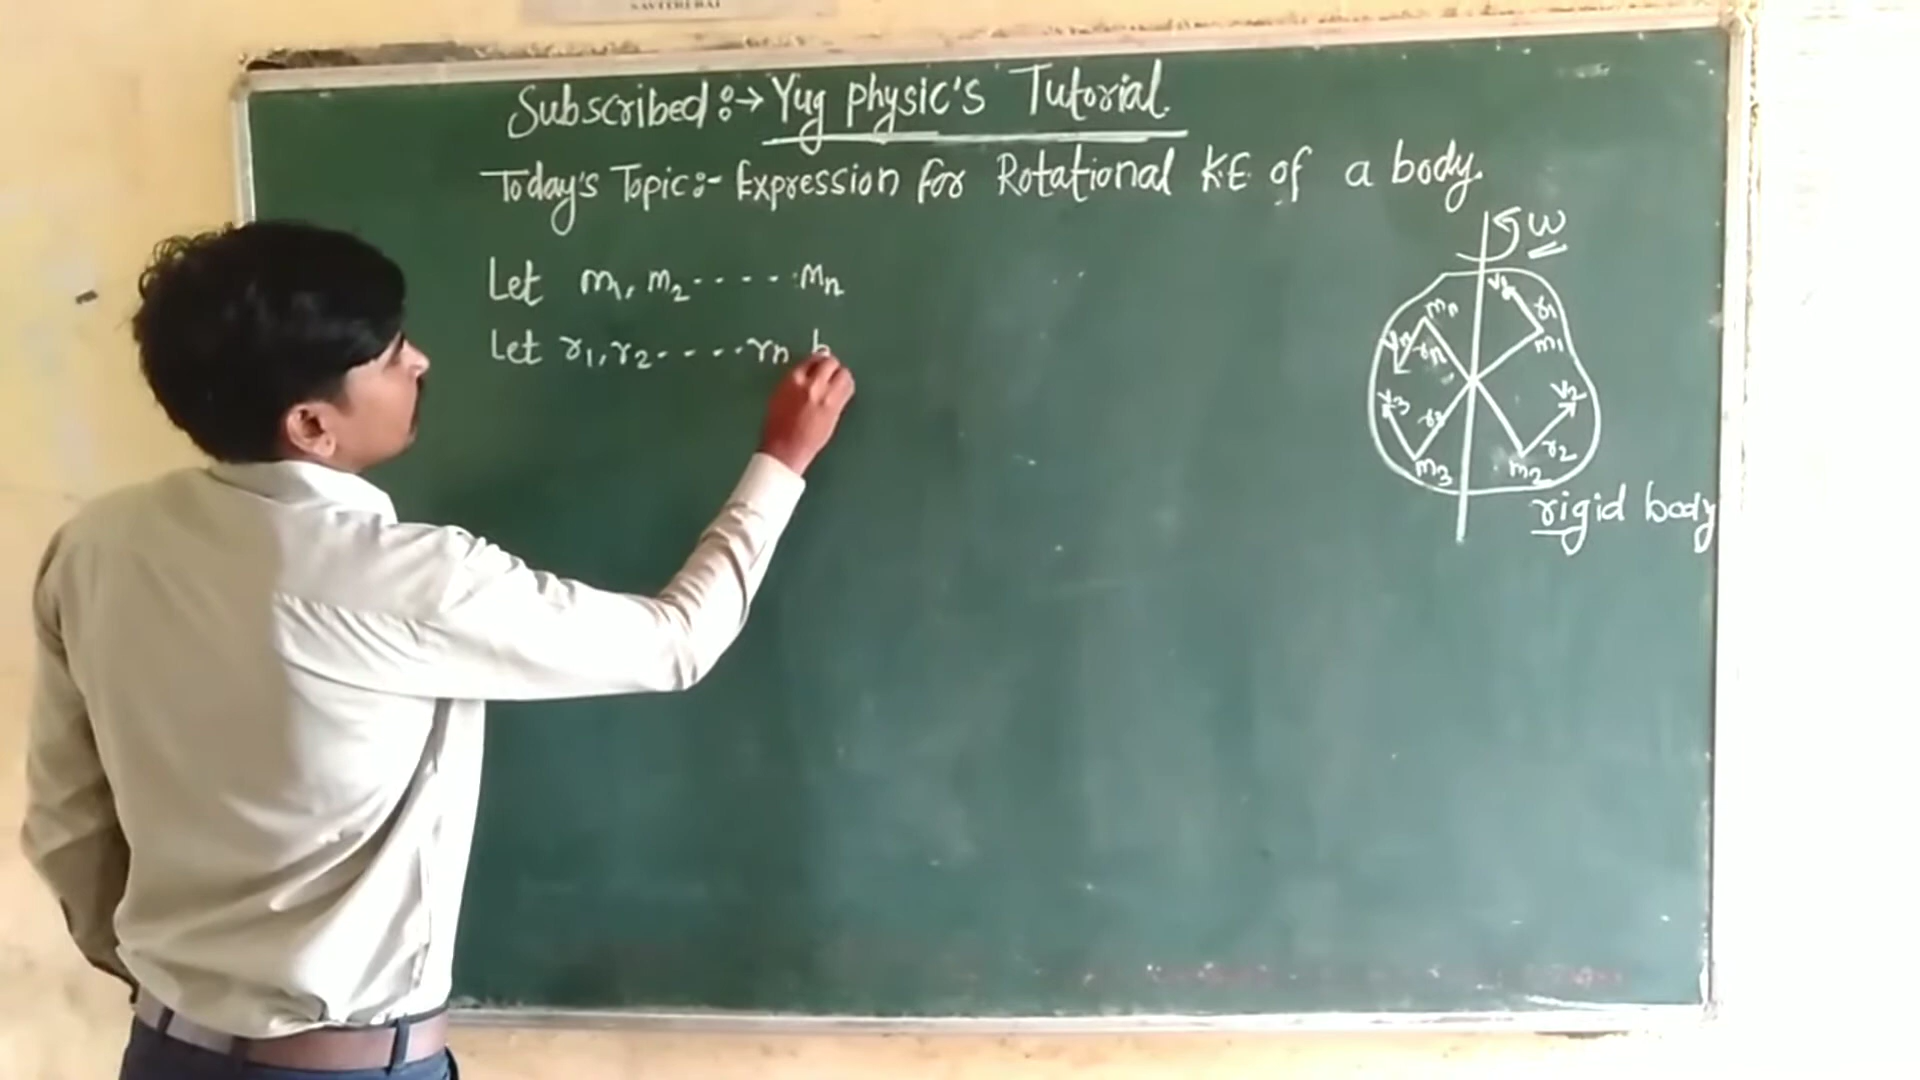 SAVITRIBAI
Subscribed:→ Yug physic's Tutorial.
Today's Topic:- Expression for Rotational K.E. of a body.
Let m1, m2 - - - - - mn
Let r1, r2 - - - - - rn b
ω
v1
r1
m1
mn
vn
rn
v2
r2
m2
v3
r3
m3
rigid body